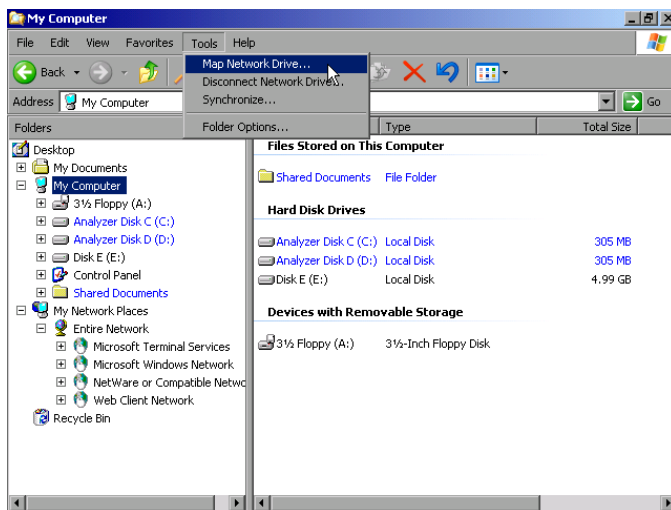 My Computer
File Edit View Favorites Tools Help
Map Network Drive...
Disconnect Network Drive...
Synchronize...
Folder Options...
Back
Address My Computer Go
Folders
Type Total Size
Desktop
My Documents
My Computer
3½ Floppy (A:)
Analyzer Disk C (C:)
Analyzer Disk D (D:)
Disk E (E:)
Control Panel
Shared Documents
My Network Places
Entire Network
Microsoft Terminal Services
Microsoft Windows Network
NetWare or Compatible Netwo
Web Client Network
Recycle Bin
Files Stored on This Computer
Shared Documents File Folder
Hard Disk Drives
Analyzer Disk C (C:) Local Disk 305 MB
Analyzer Disk D (D:) Local Disk 305 MB
Disk E (E:) Local Disk 4.99 GB
Devices with Removable Storage
3½ Floppy (A:) 3½-Inch Floppy Disk